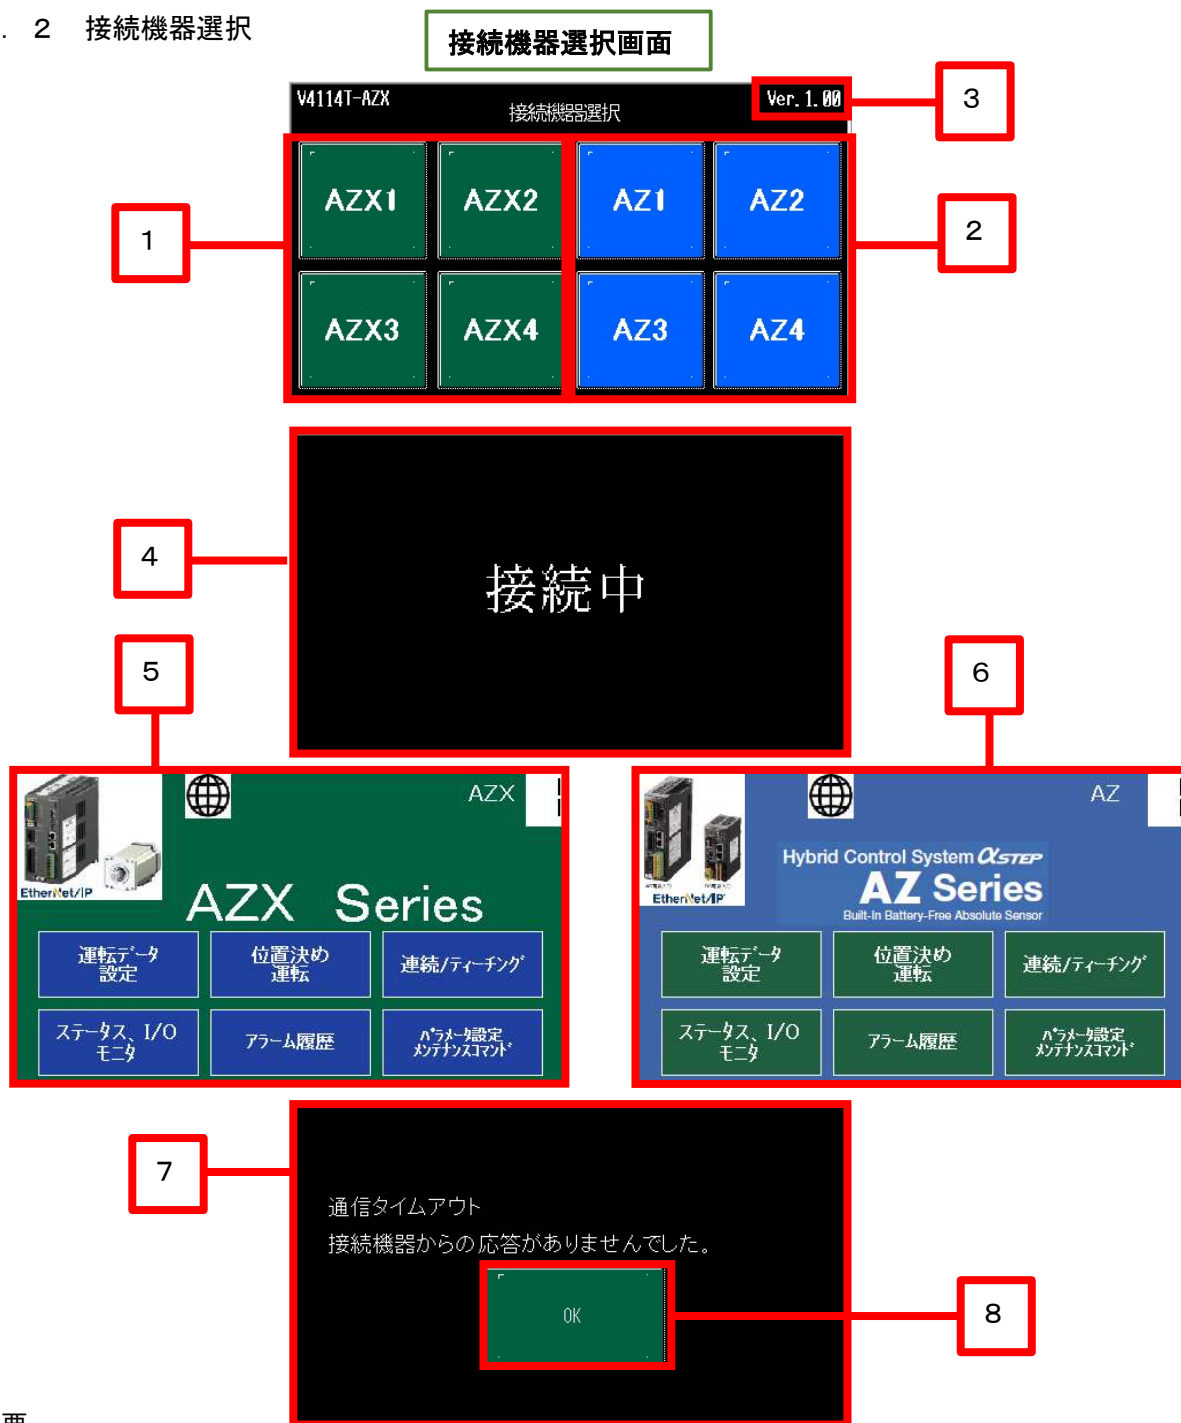 . 2 接続機器選択
接続機器選択画面
V4114T-AZX
接続機器選択
Ver.1.00
3
AZX1
AZX2
AZ1
AZ2
1
2
AZX3
AZX4
AZ3
AZ4
4
接続中
5
6
AZX
EtherNet/IP
AZX Series
運転データ
設定
位置決め
運転
連続/ティーチング
ステータス、I/O
モニタ
アラーム履歴
パラメータ設定
メンテナンスコマンド
AZ
EtherNet/IP
Hybrid Control System αSTEP
AZ Series
Built-In Battery-Free Absolute Sensor
運転データ
設定
位置決め
運転
連続/ティーチング
ステータス、I/O
モニタ
アラーム履歴
パラメータ設定
メンテナンスコマンド
7
通信タイムアウト
接続機器からの応答がありませんでした。
OK
8